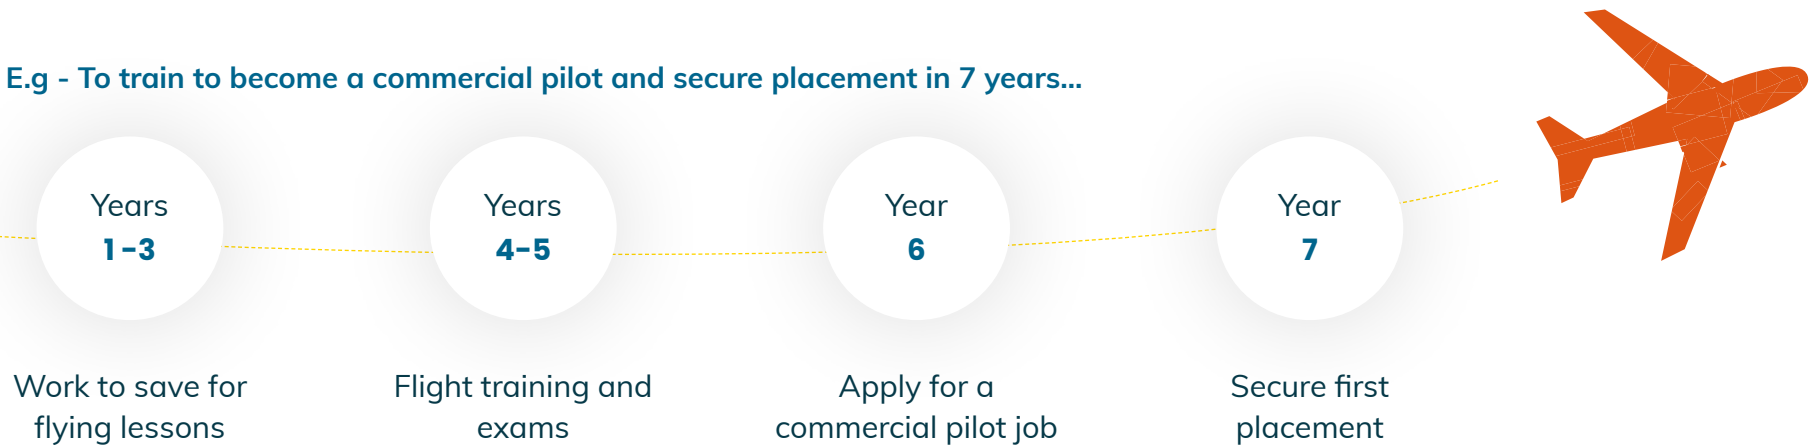 E.g - To train to become a commercial pilot and secure placement in 7 years...
Years
1-3
Work to save for
flying lessons
Years
4-5
Flight training and
exams
Year
6
Apply for a
commercial pilot job
Year
7
Secure first
placement